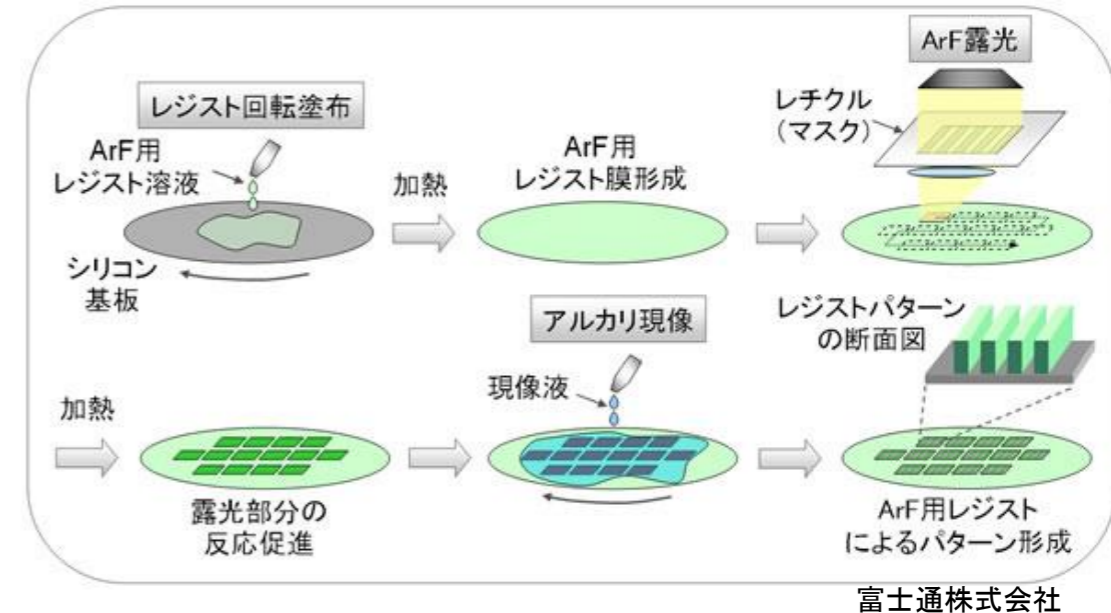 レジスト回転塗布
ArF用
レジスト溶液
シリコン
基板
加熱
ArF用
レジスト膜形成
ArF露光
レチクル
(マスク)
加熱
露光部分の
反応促進
アルカリ現像
現像液
レジストパターン
の断面図
ArF用レジスト
によるパターン形成
富士通株式会社